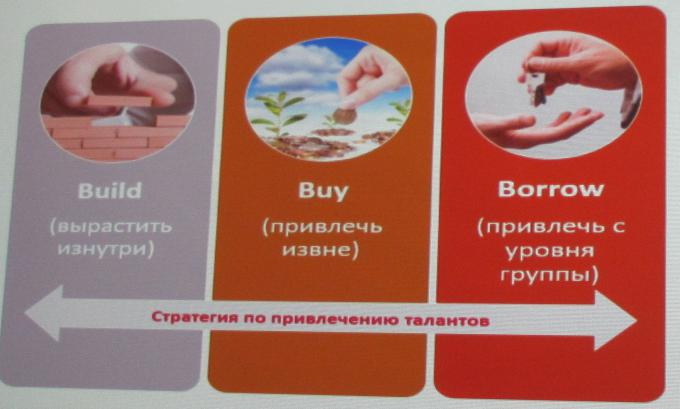 Build
(вырастить
изнутри)
Buy
(привлечь
извне)
Borrow
(привлечь с
уровня
группы)
Стратегия по привлечению талантов